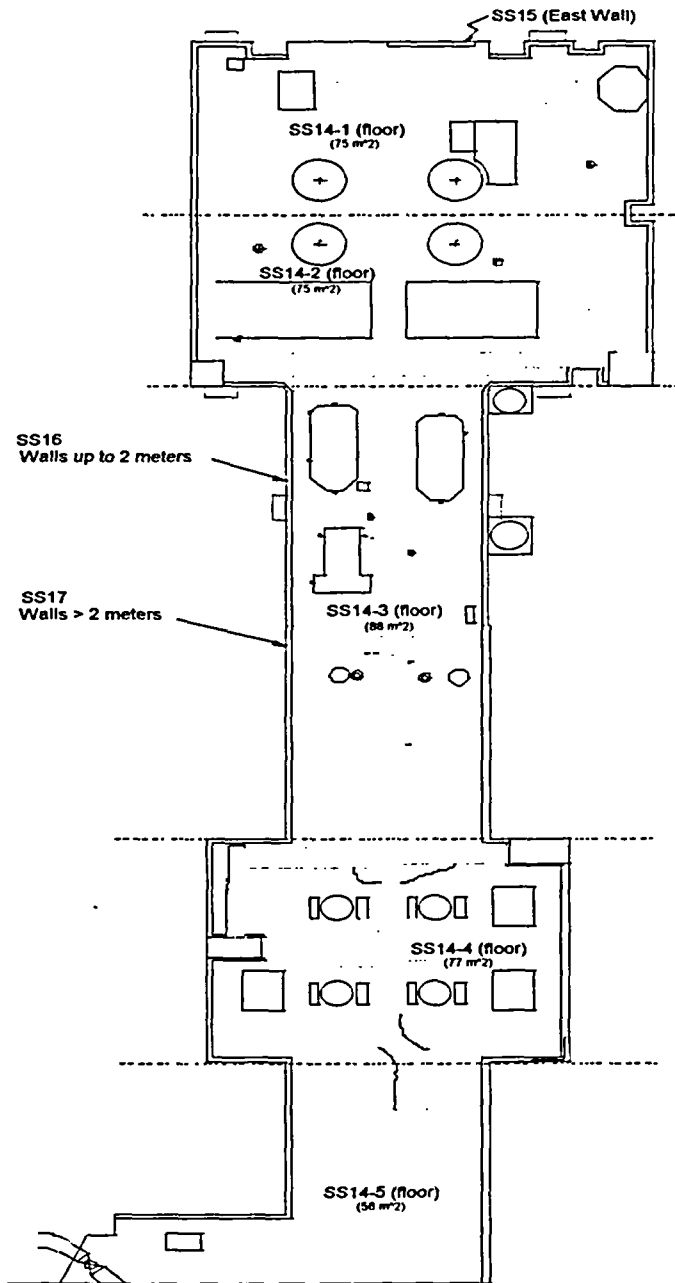 SS15 (East Wall)
SS14-1 (floor)
(75 m^2)
SS14-2 (floor)
(75 m^2)
SS16
Walls up to 2 meters
SS17
Walls > 2 meters
SS14-3 (floor)
(88 m^2)
SS14-4 (floor)
(77 m^2)
SS14-5 (floor)
(56 m^2)